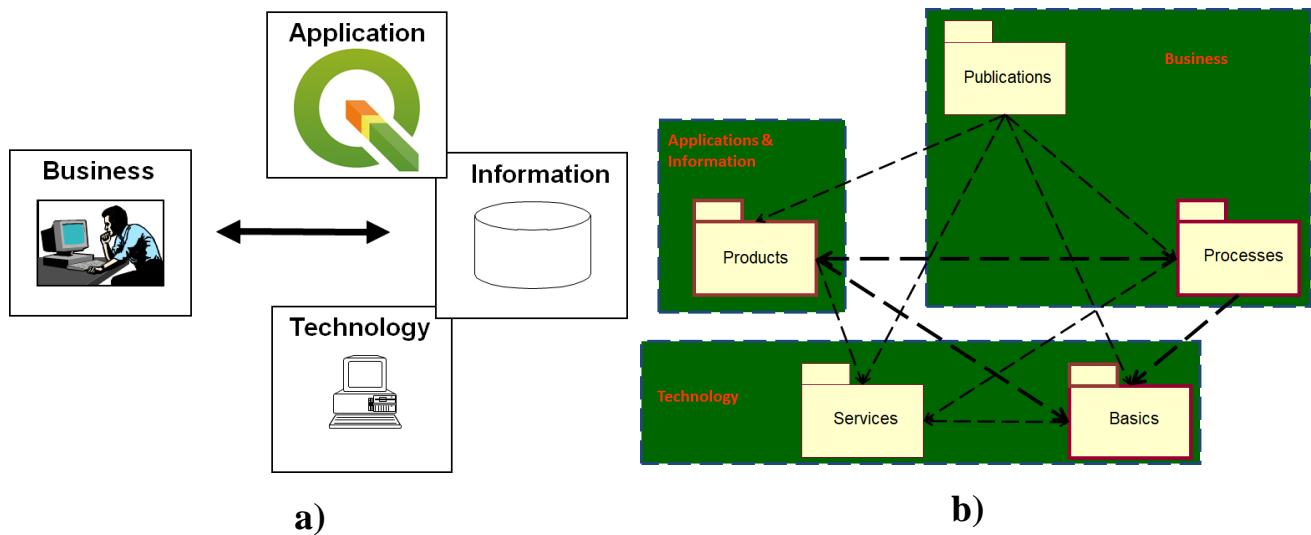 Application
Business
Information
Technology
a)
Publications
Business
Applications &
Information
Products
Processes
Technology
Services
Basics
b)